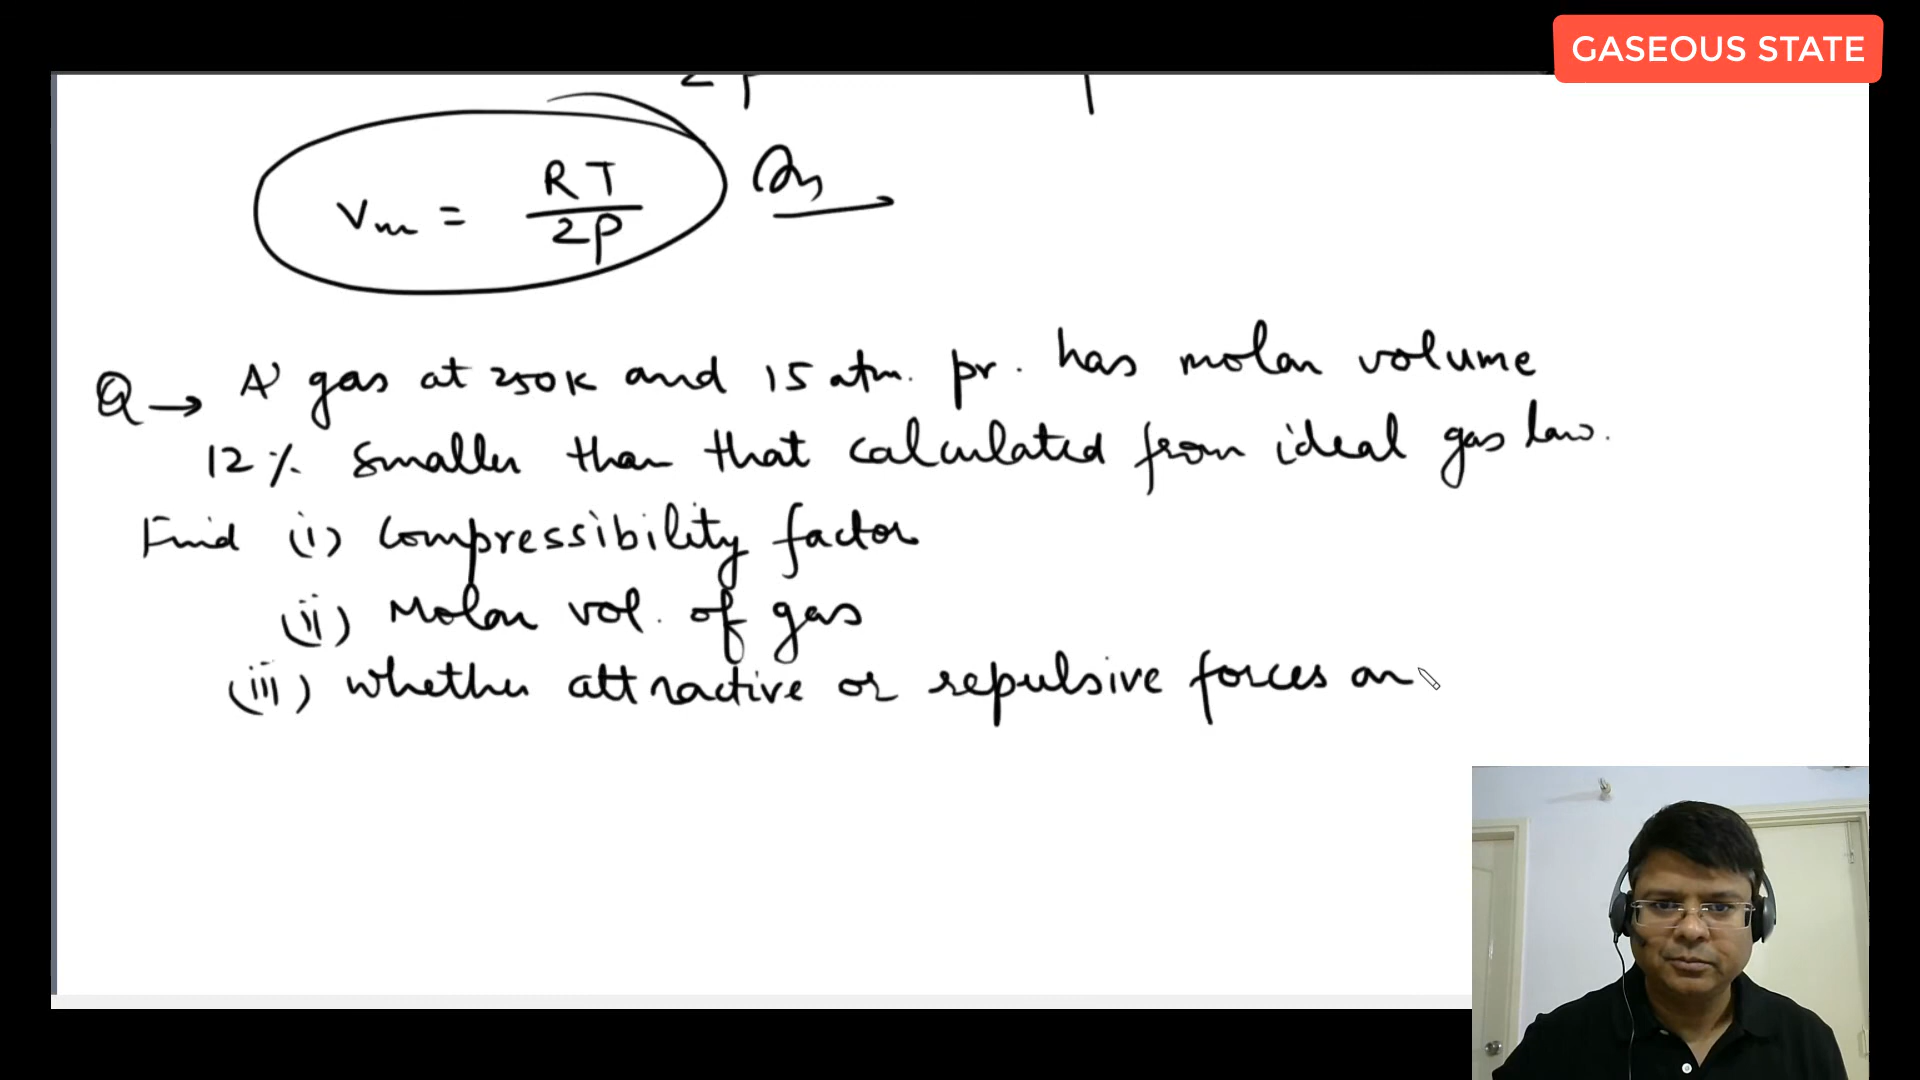 GASEOUS STATE
Vm = RT / 2P Ans
Q → A gas at 250K and 15 atm. pr. has molar volume
12 % smaller than that calculated from ideal gas law.
Find (i) Compressibility factor
(ii) Molar vol. of gas
(iii) whether attractive or repulsive forces ar